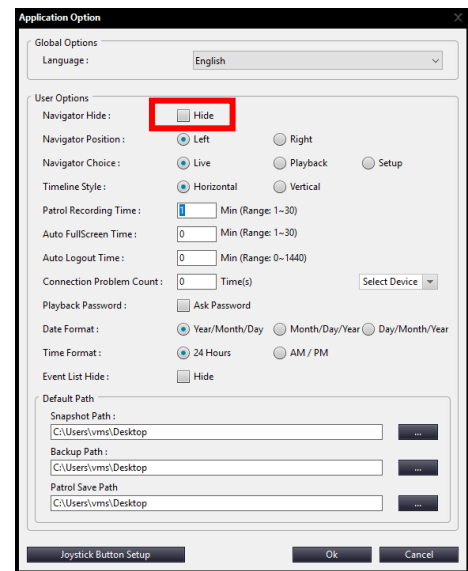 Application Option X
Global Options
Language : English
User Options
Navigator Hide : Hide
Navigator Position : Left Right
Navigator Choice : Live Playback Setup
Timeline Style : Horizontal Vertical
Patrol Recording Time : 1 Min (Range: 1~30)
Auto FullScreen Time : 0 Min (Range: 1~30)
Auto Logout Time : 0 Min (Range: 0~1440)
Connection Problem Count : 0 Time(s) Select Device
Playback Password : Ask Password
Date Format : Year/Month/Day Month/Day/Year Day/Month/Year
Time Format : 24 Hours AM / PM
Event List Hide : Hide
Default Path
Snapshot Path :
C:\Users\vms\Desktop ...
Backup Path :
C:\Users\vms\Desktop ...
Patrol Save Path
C:\Users\vms\Desktop ...
Joystick Button Setup Ok Cancel